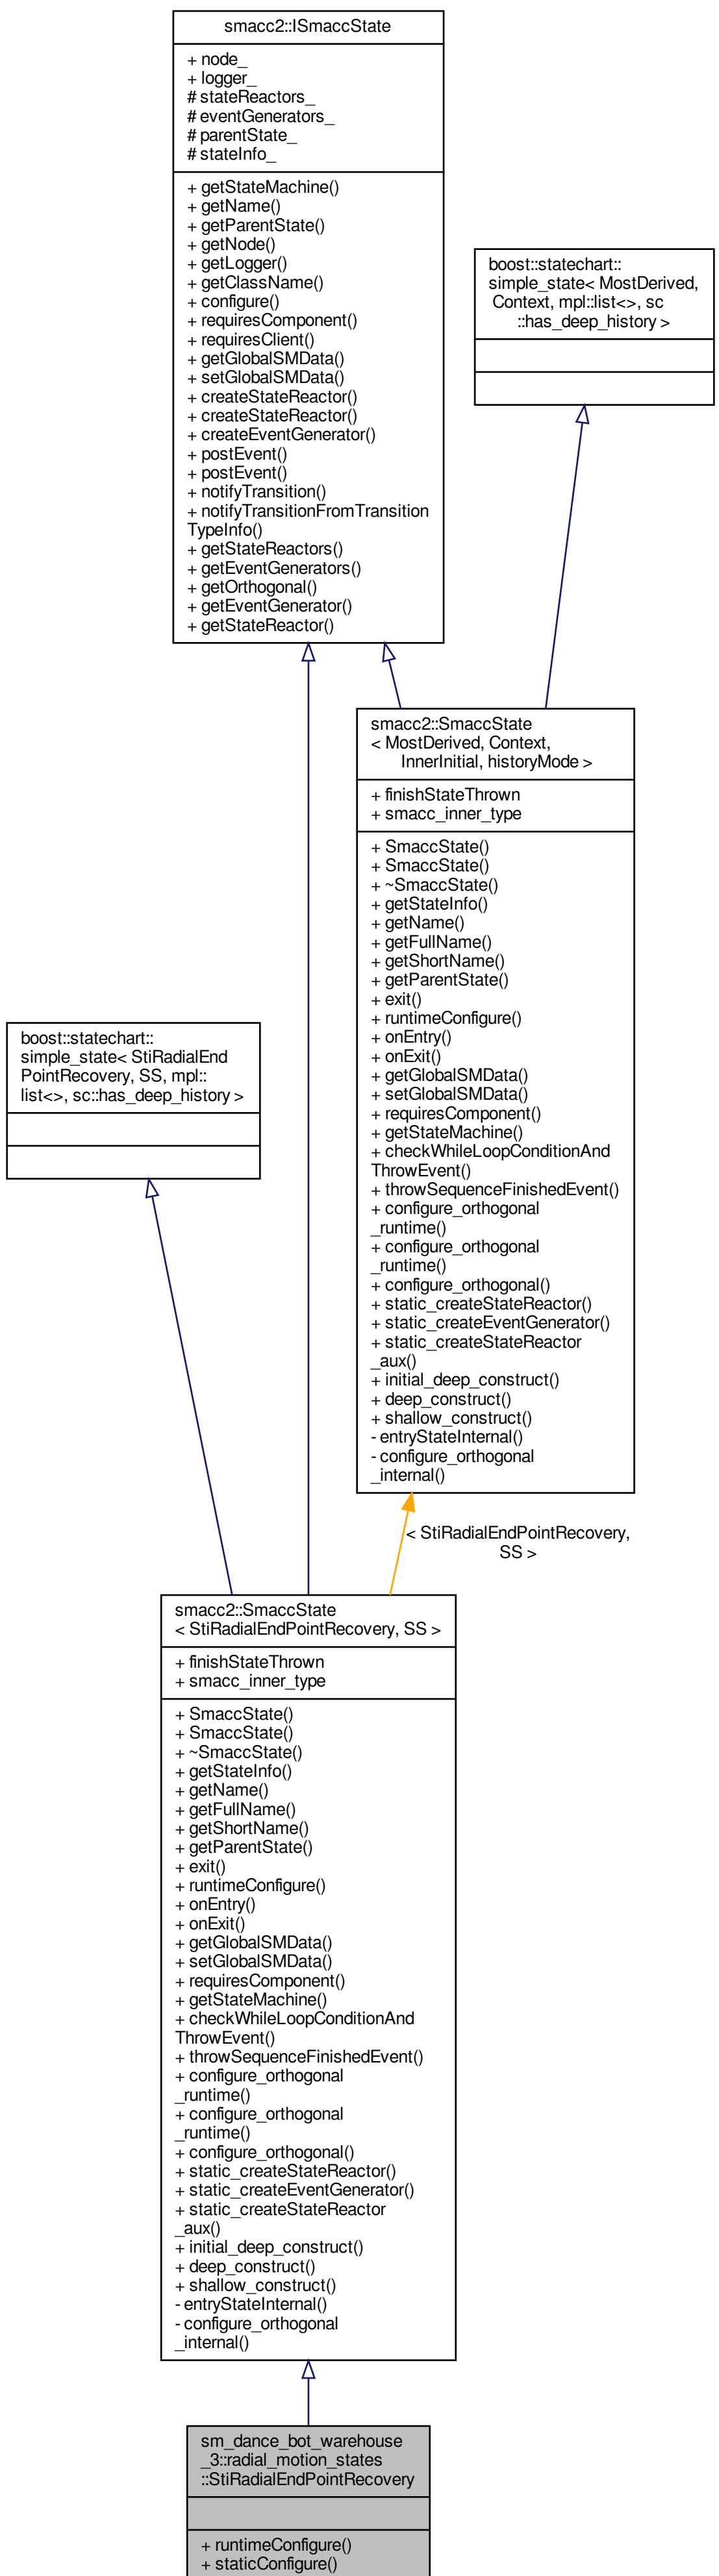 smacc2::ISmaccState
+ node_
+ logger_
# stateReactors_
# eventGenerators_
# parentState_
# stateInfo_
+ getStateMachine()
+ getName()
+ getParentState()
+ getNode()
+ getLogger()
+ getClassName()
+ configure()
+ requiresComponent()
+ requiresClient()
+ getGlobalSMData()
+ setGlobalSMData()
+ createStateReactor()
+ createStateReactor()
+ createEventGenerator()
+ postEvent()
+ postEvent()
+ notifyTransition()
+ notifyTransitionFromTransition
TypeInfo()
+ getStateReactors()
+ getEventGenerators()
+ getOrthogonal()
+ getEventGenerator()
+ getStateReactor()
boost::statechart::
simple_state< MostDerived,
Context, mpl::list<>, sc
::has_deep_history >
smacc2::SmaccState
< MostDerived, Context,
InnerInitial, historyMode >
+ finishStateThrown
+ smacc_inner_type
+ SmaccState()
+ SmaccState()
+ ~SmaccState()
+ getStateInfo()
+ getName()
+ getFullName()
+ getShortName()
+ getParentState()
+ exit()
+ runtimeConfigure()
+ onEntry()
+ onExit()
+ getGlobalSMData()
+ setGlobalSMData()
+ requiresComponent()
+ getStateMachine()
+ checkWhileLoopConditionAnd
ThrowEvent()
+ throwSequenceFinishedEvent()
+ configure_orthogonal
_runtime()
+ configure_orthogonal
_runtime()
+ configure_orthogonal()
+ static_createStateReactor()
+ static_createEventGenerator()
+ static_createStateReactor
_aux()
+ initial_deep_construct()
+ deep_construct()
+ shallow_construct()
- entryStateInternal()
- configure_orthogonal
_internal()
boost::statechart::
simple_state< StiRadialEnd
PointRecovery, SS, mpl::
list<>, sc::has_deep_history >
< StiRadialEndPointRecovery,
SS >
smacc2::SmaccState
< StiRadialEndPointRecovery, SS >
+ finishStateThrown
+ smacc_inner_type
+ SmaccState()
+ SmaccState()
+ ~SmaccState()
+ getStateInfo()
+ getName()
+ getFullName()
+ getShortName()
+ getParentState()
+ exit()
+ runtimeConfigure()
+ onEntry()
+ onExit()
+ getGlobalSMData()
+ setGlobalSMData()
+ requiresComponent()
+ getStateMachine()
+ checkWhileLoopConditionAnd
ThrowEvent()
+ throwSequenceFinishedEvent()
+ configure_orthogonal
_runtime()
+ configure_orthogonal
_runtime()
+ configure_orthogonal()
+ static_createStateReactor()
+ static_createEventGenerator()
+ static_createStateReactor
_aux()
+ initial_deep_construct()
+ deep_construct()
+ shallow_construct()
- entryStateInternal()
- configure_orthogonal
_internal()
sm_dance_bot_warehouse
_3::radial_motion_states
::StiRadialEndPointRecovery
+ runtimeConfigure()
+ staticConfigure()